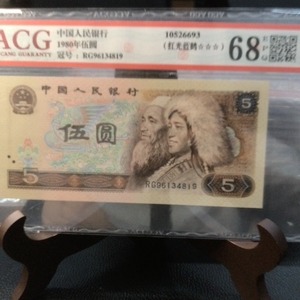 ACG
中国人民银行
1980年伍圆
冠号：RG96134819
10526693
(红光蓝鹤☆☆☆)
68
中国人民银行
伍圆
5
5
RG96134819